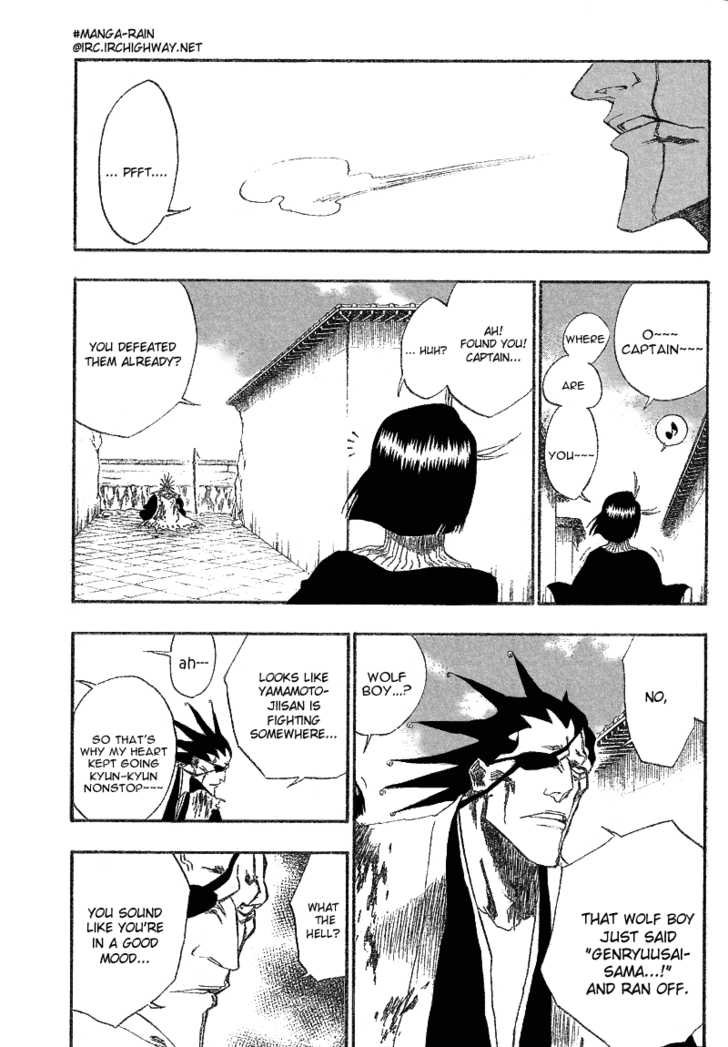 #MANGA-RAIN
@IRC.IRCHIGHWAY.NET
... PFFT....
O~~~
CAPTAIN~~~
WHERE
ARE
YOU~~~
AH!
FOUND YOU!
CAPTAIN...
... HUH?
YOU DEFEATED
THEM ALREADY?
NO,
THAT WOLF BOY
JUST SAID
"GENRYUUSAI-
SAMA...!"
AND RAN OFF.
WOLF
BOY...?
LOOKS LIKE
YAMAMOTO-
JIISAN IS
FIGHTING
SOMEWHERE...
ah---
SO THAT'S
WHY MY HEART
KEPT GOING
KYUN-KYUN
NONSTOP~~~
WHAT
THE
HELL?
YOU SOUND
LIKE YOU'RE
IN A GOOD
MOOD...